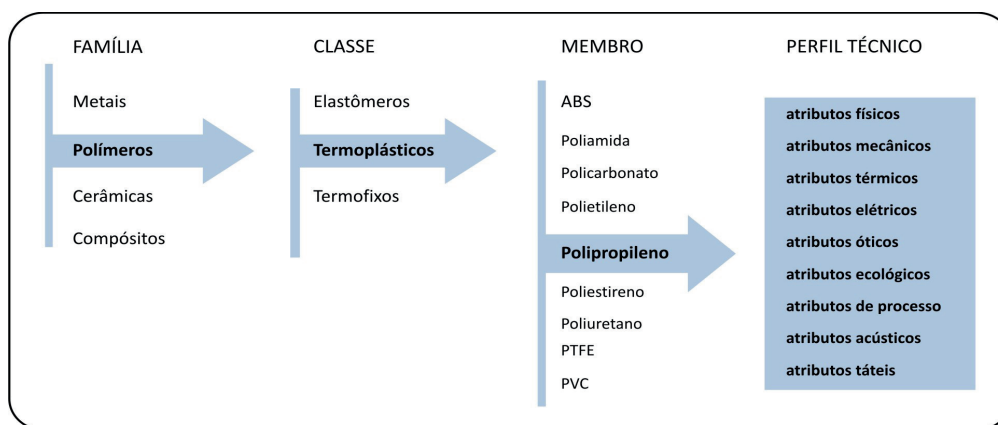 FAMÍLIA
Metais
Polímeros
Cerâmicas
Compósitos
CLASSE
Elastômeros
Termoplásticos
Termofixos
MEMBRO
ABS
Poliamida
Policarbonato
Polietileno
Polipropileno
Poliestireno
Poliuretano
PTFE
PVC
PERFIL TÉCNICO
atributos físicos
atributos mecânicos
atributos térmicos
atributos elétricos
atributos óticos
atributos ecológicos
atributos de processo
atributos acústicos
atributos táteis